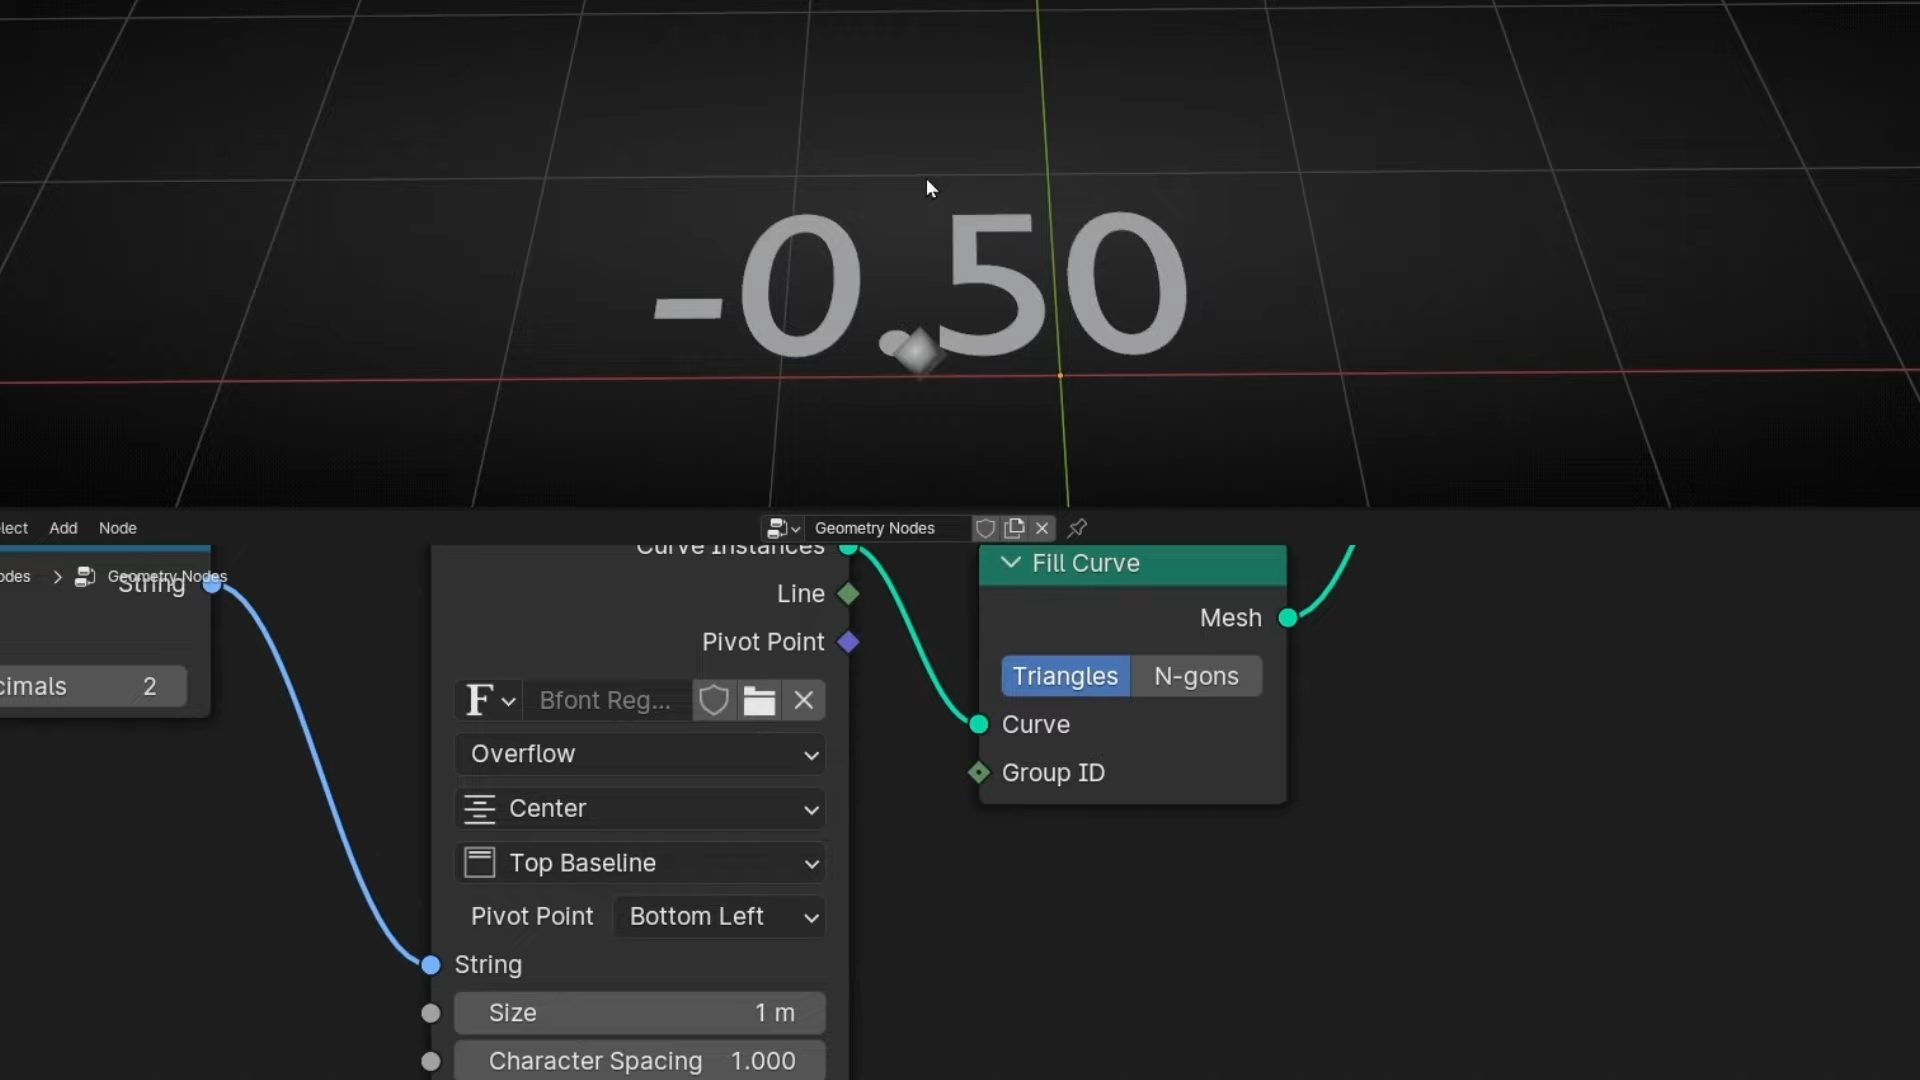 -0.50
lect Add Node
Geometry Nodes
odes > Geometry Nodes
String
cimals 2
Curve Instances
Line
Pivot Point
F Bfont Reg...
Overflow
Center
Top Baseline
Pivot Point Bottom Left
String
Size 1 m
Character Spacing 1.000
Fill Curve
Mesh
Triangles N-gons
Curve
Group ID